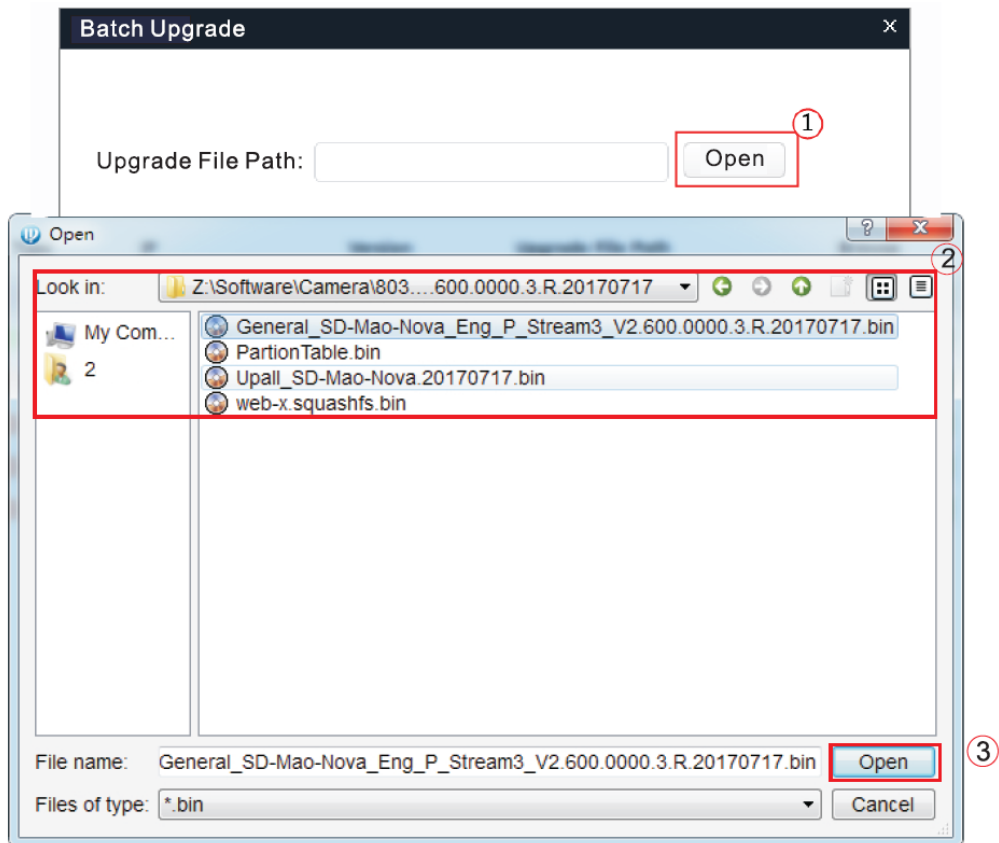 Batch Upgrade
①
Upgrade File Path: Open
Open
②
Look in: Z:\Software\Camera\803....600.0000.3.R.20170717
My Com...
2
General_SD-Mao-Nova_Eng_P_Stream3_V2.600.0000.3.R.20170717.bin
PartionTable.bin
Upall_SD-Mao-Nova.20170717.bin
web-x.squashfs.bin
File name: General_SD-Mao-Nova_Eng_P_Stream3_V2.600.0000.3.R.20170717.bin Open
③
Files of type: *.bin Cancel